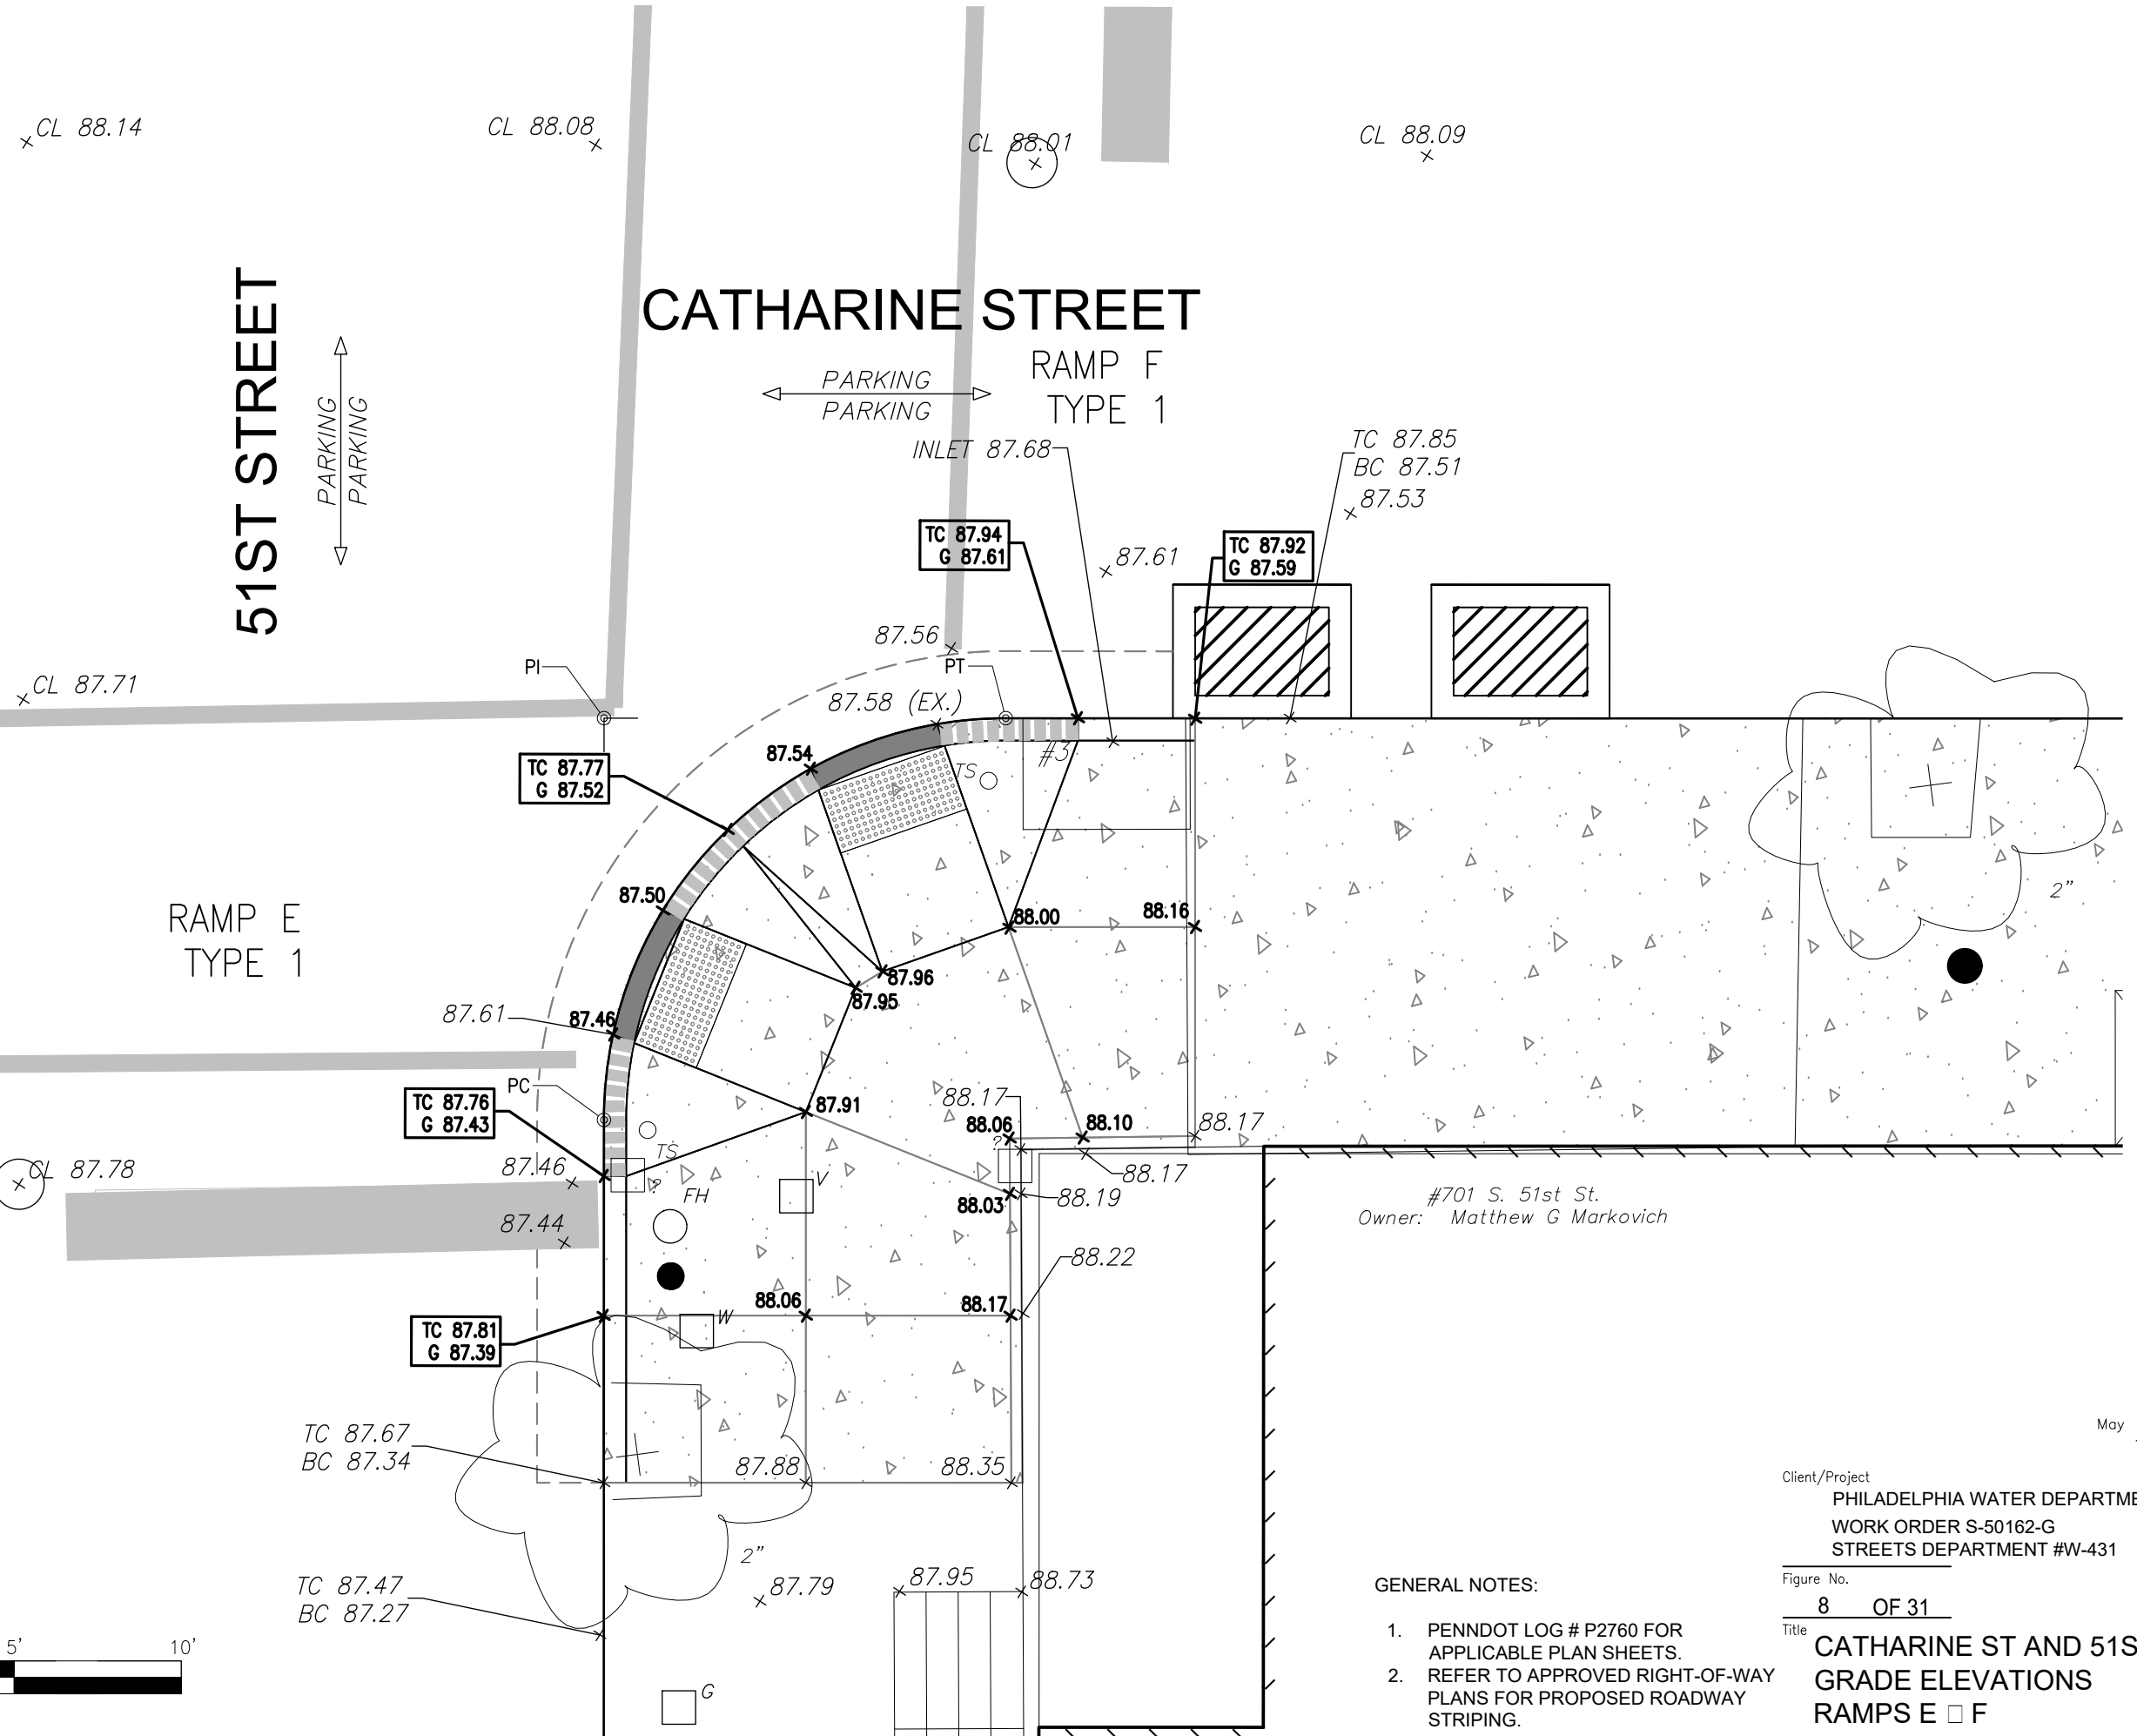 CL 88.14
CL 88.08
CL 88.01
CL 88.09
51ST STREET
PARKING
PARKING
CATHARINE STREET
PARKING
PARKING
RAMP F
TYPE 1
INLET 87.68
TC 87.85
BC 87.51
87.53
TC 87.94
G 87.61
87.61
TC 87.92
G 87.59
87.56
PI
PT
CL 87.71
87.58 (EX.)
#3
TC 87.77
G 87.52
87.54
TS
RAMP E
TYPE 1
87.50
88.00
88.16
2"
87.96
87.95
87.61
87.46
PC
TC 87.76
G 87.43
87.91
88.17
88.06
88.10
88.17
?
TS
CL 87.78
87.46
?
FH
V
88.17
88.03
88.19
#701 S. 51st St.
Owner: Matthew G Markovich
87.44
88.22
88.06
88.17
W
TC 87.81
G 87.39
TC 87.67
BC 87.34
87.88
88.35
2"
TC 87.47
BC 87.27
87.79
87.95
88.73
5'
10'
G
GENERAL NOTES:
1. PENNDOT LOG # P2760 FOR
APPLICABLE PLAN SHEETS.
2. REFER TO APPROVED RIGHT-OF-WAY
PLANS FOR PROPOSED ROADWAY
STRIPING.
May
Client/Project
PHILADELPHIA WATER DEPARTME
WORK ORDER S-50162-G
STREETS DEPARTMENT #W-431
Figure No.
8 OF 31
Title
CATHARINE ST AND 51S
GRADE ELEVATIONS
RAMPS E □ F